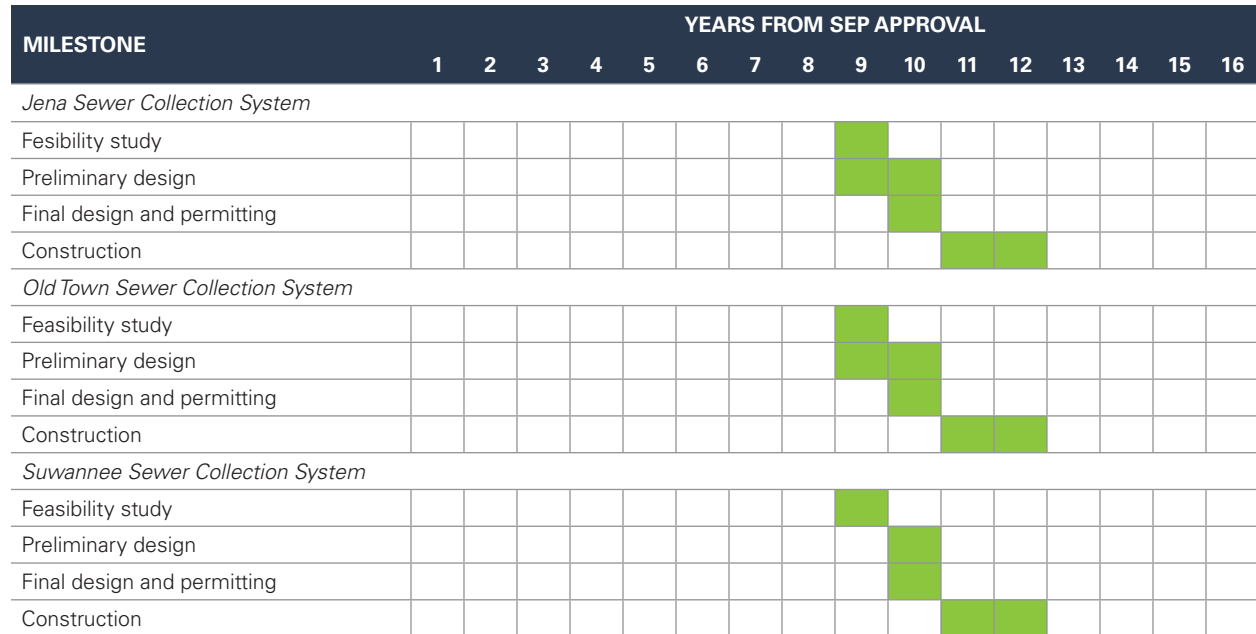 MILESTONE
YEARS FROM SEP APPROVAL
1 2 3 4 5 6 7 8 9 10 11 12 13 14 15 16
Jena Sewer Collection System
Fesibility study
Preliminary design
Final design and permitting
Construction
Old Town Sewer Collection System
Feasibility study
Preliminary design
Final design and permitting
Construction
Suwannee Sewer Collection System
Feasibility study
Preliminary design
Final design and permitting
Construction